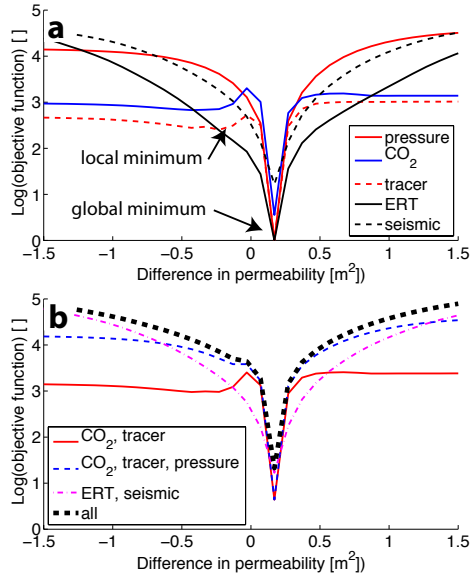 a
Log(objective function) [ ]
5
4
3
2
1
0
local minimum
global minimum
pressure
CO2
tracer
ERT
seismic
-1.5 -1 -0.5 0 0.5 1 1.5
Difference in permeability [m2]
b
Log(objective function) [ ]
5
4
3
2
1
0
CO2, tracer
CO2, tracer, pressure
ERT, seismic
all
-1.5 -1 -0.5 0 0.5 1 1.5
Difference in permeability [m2]